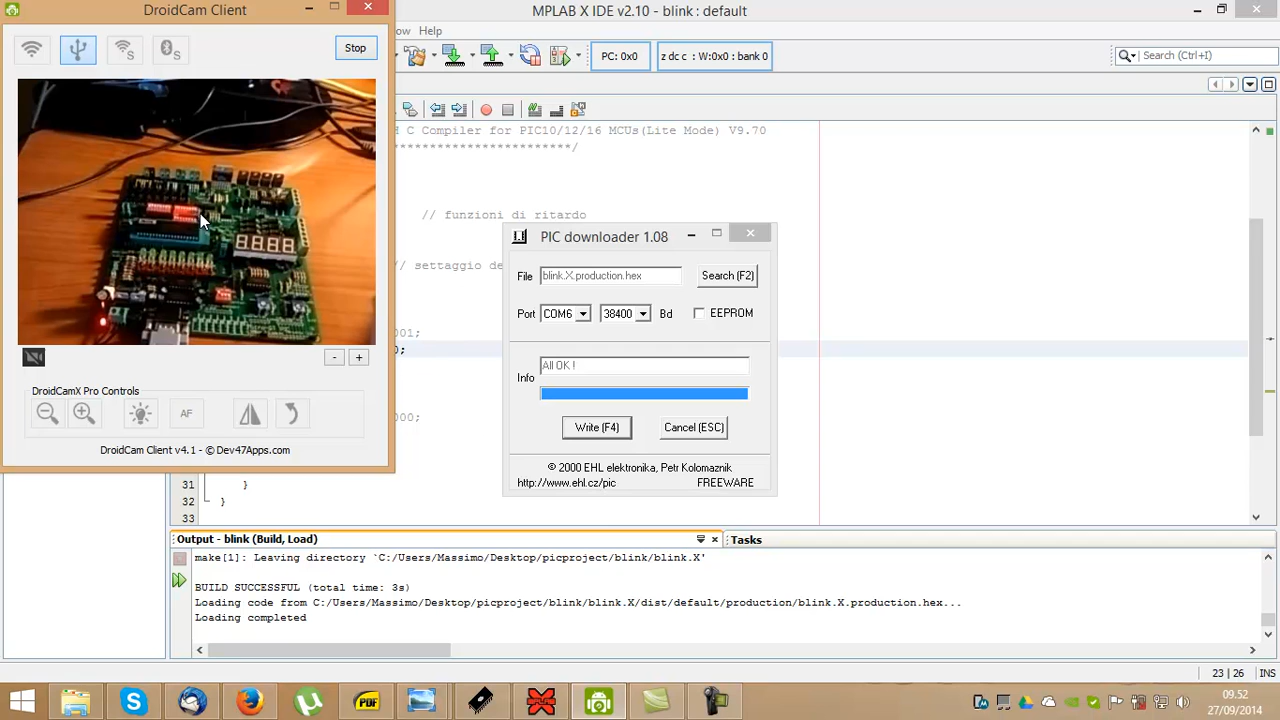 DroidCam Client
MPLAB X IDE v2.10 - blink : default
ow Help
Stop
PC: 0x0
z dc c : W:0x0 : bank 0
Search (Ctrl+I)
H C Compiler for PIC10/12/16 MCUs(Lite Mode) V9.70
***********************/
// funzioni di ritardo
// settaggio de
001;
0;
000;
PIC downloader 1.08
File
blink.X.production.hex
Search (F2)
Port
COM6
38400
Bd
EEPROM
Info
All OK !
Write (F4)
Cancel (ESC)
© 2000 EHL elektronika, Petr Kolomaznik
http://www.ehl.cz/pic
FREEWARE
-
+
DroidCamX Pro Controls
AF
DroidCam Client v4.1 - © Dev47Apps.com
31 }
32 }
33
Output - blink (Build, Load)
Tasks
make[1]: Leaving directory `C:/Users/Massimo/Desktop/picproject/blink/blink.X'
BUILD SUCCESSFUL (total time: 3s)
Loading code from C:/Users/Massimo/Desktop/picproject/blink/blink.X/dist/default/production/blink.X.production.hex...
Loading completed
23 | 26
INS
PDF
09.52
27/09/2014